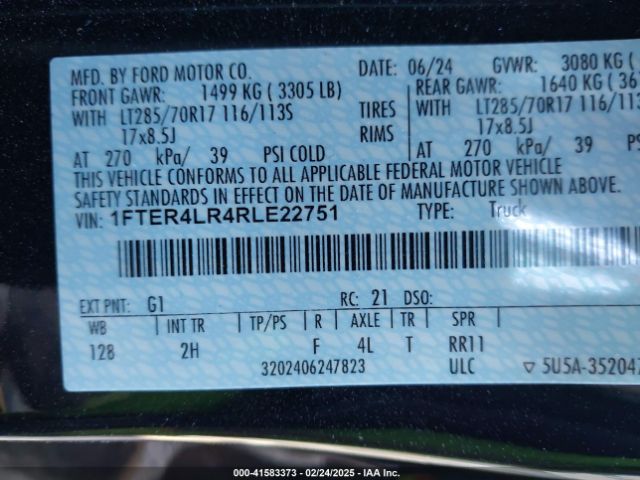 MFD. BY FORD MOTOR CO. DATE: 06/24 GVWR: 3080 KG (
FRONT GAWR: 1499 KG ( 3305 LB) REAR GAWR: 1640 KG ( 36
WITH LT285/70R17 116/113S TIRES WITH LT285/70R17 116/113
17x8.5J RIMS 17x8.5J
AT 270 kPa/ 39 PSI COLD AT 270 kPa/ 39 PS
THIS VEHICLE CONFORMS TO ALL APPLICABLE FEDERAL MOTOR VEHICLE
SAFETY STANDARDS IN EFFECT ON THE DATE OF MANUFACTURE SHOWN ABOVE.
VIN: 1FTER4LR4RLE22751 TYPE: Truck
EXT PNT: G1 RC: 21 DSO:
WB INT TR TP/PS R AXLE TR SPR
128 2H F 4L T RR11
3202406247823 ULC ▽ 5U5A-352047
000-41583373 - 02/24/2025 - IAA Inc.